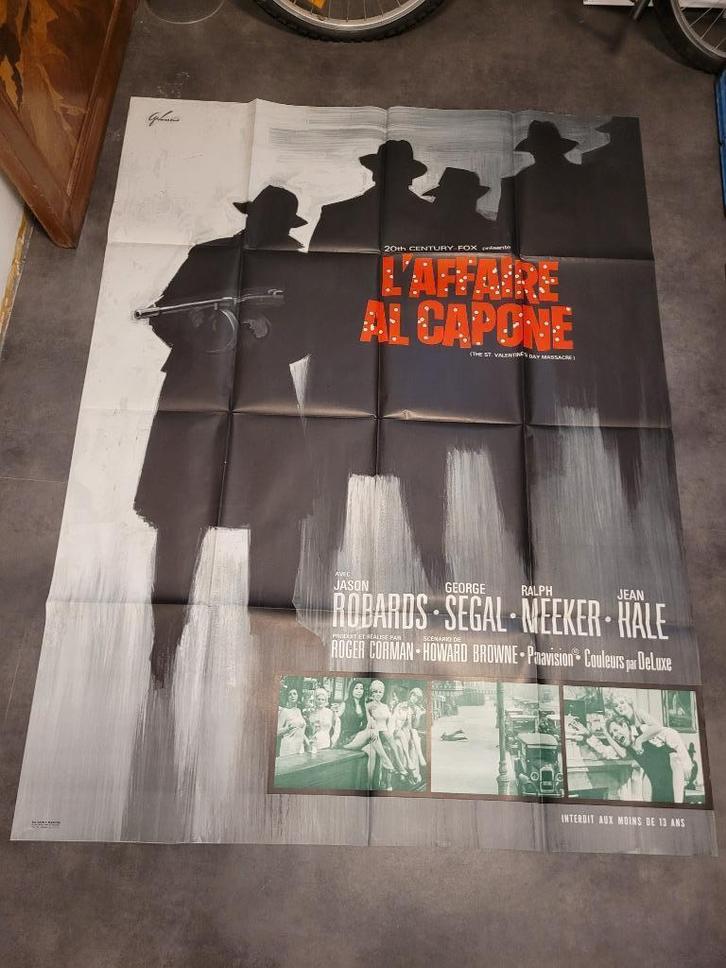 20th CENTURY-FOX présente
L'AFFAIRE
AL CAPONE
(THE ST. VALENTINE'S DAY MASSACRE)
AVEC
JASON ROBARDS • GEORGE SEGAL • RALPH MEEKER • JEAN HALE
PRODUIT ET RÉALISÉ PAR ROGER CORMAN • SCÉNARIO DE HOWARD BROWNE • Panavision® • Couleurs par DeLuxe
INTERDIT AUX MOINS DE 13 ANS